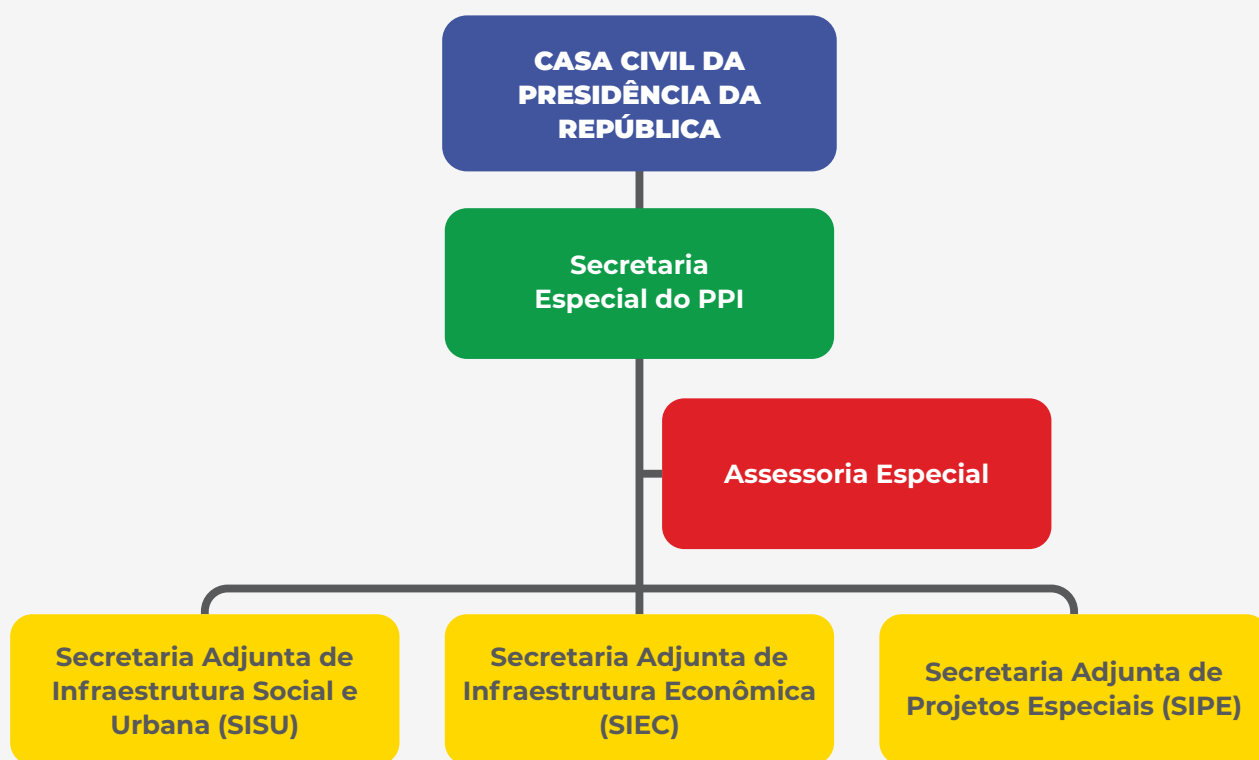 CASA CIVIL DA
PRESIDÊNCIA DA
REPÚBLICA
Secretaria
Especial do PPI
Assessoria Especial
Secretaria Adjunta de
Infraestrutura Social e
Urbana (SISU)
Secretaria Adjunta de
Infraestrutura Econômica
(SIEC)
Secretaria Adjunta de
Projetos Especiais (SIPE)